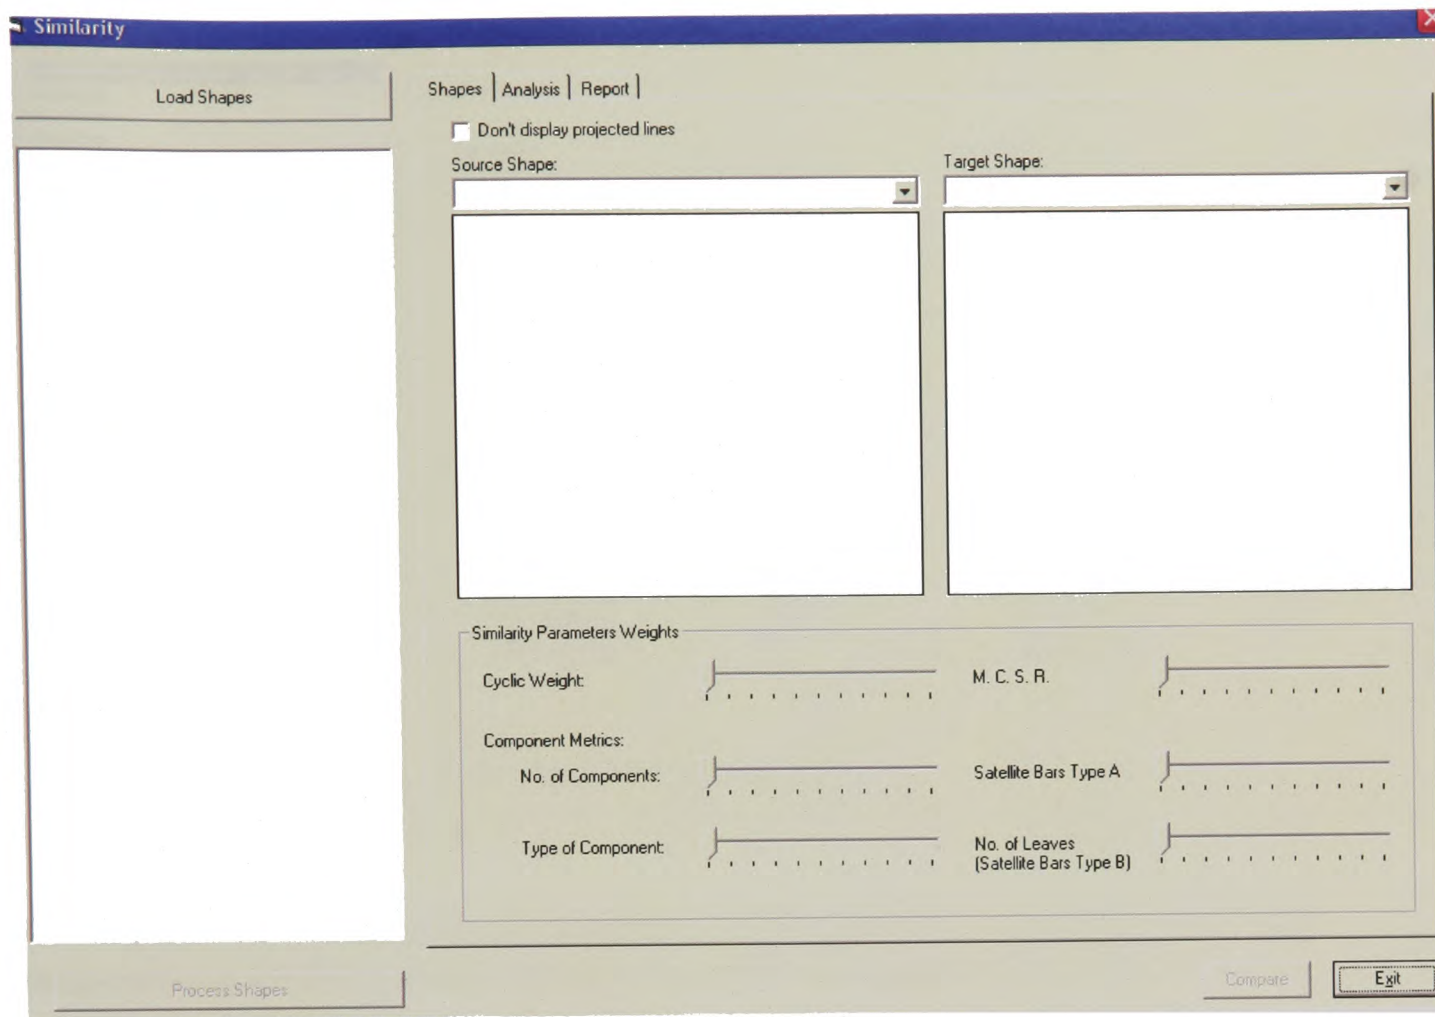 Similarity
Load Shapes
Shapes Analysis Report
Don't display projected lines
Source Shape:
Target Shape:
Similarity Parameters Weights
Cyclic Weight:
M. C. S. R.
Component Metrics:
No. of Components:
Satellite Bars Type A
Type of Component:
No. of Leaves
(Satellite Bars Type B)
Process Shapes
Compare
Exit